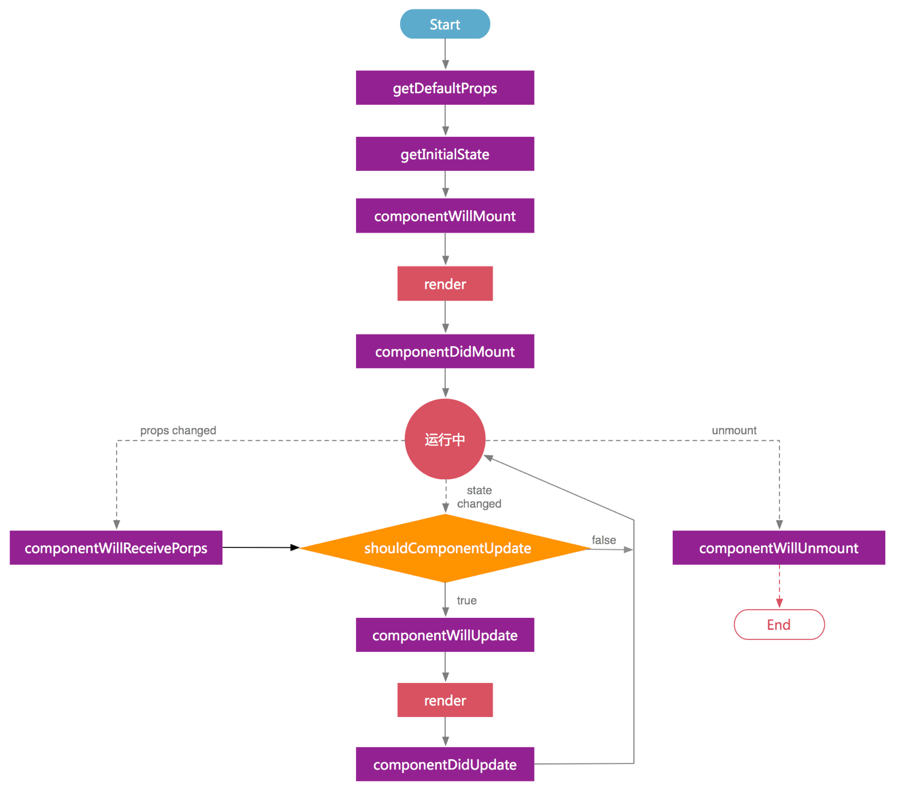 Start
getDefaultProps
getInitialState
componentWillMount
render
componentDidMount
运行中
props changed
unmount
state
changed
componentWillReceivePorps
shouldComponentUpdate
false
componentWillUnmount
true
End
componentWillUpdate
render
componentDidUpdate